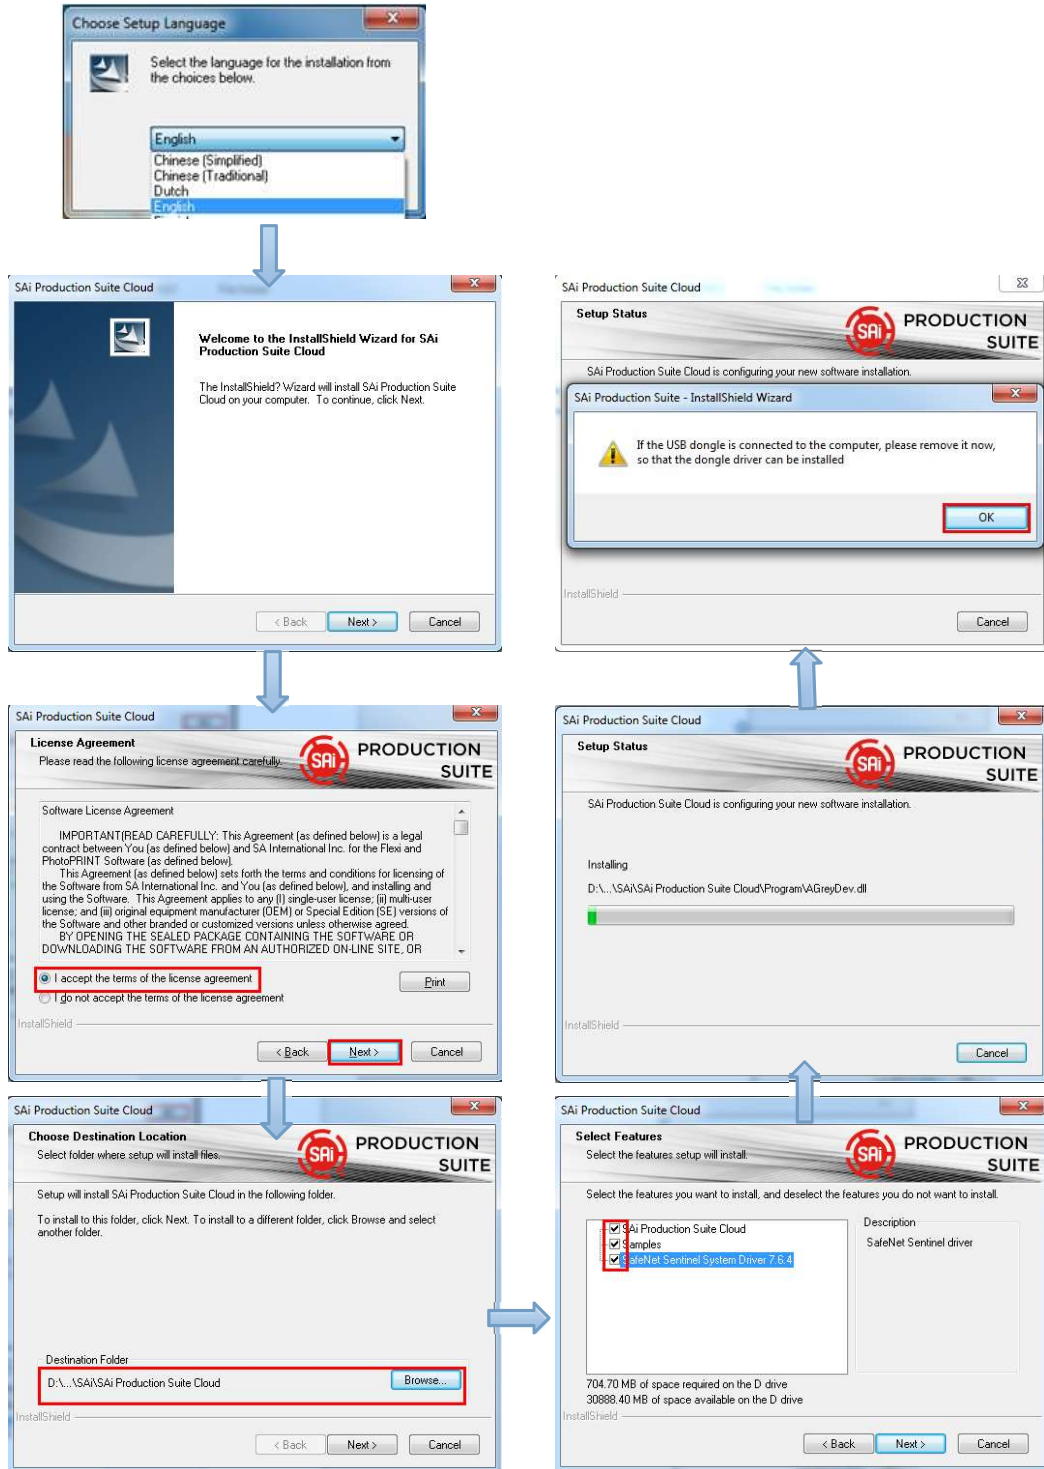 Choose Setup Language
Select the language for the installation from
the choices below.
English
Chinese (Simplified)
Chinese (Traditional)
Dutch
English
SAi Production Suite Cloud
Welcome to the InstallShield Wizard for SAi
Production Suite Cloud
The InstallShield? Wizard will install SAi Production Suite
Cloud on your computer. To continue, click Next.
< Back
Next >
Cancel
SAi Production Suite Cloud
License Agreement
Please read the following license agreement carefully.
SAi
PRODUCTION
SUITE
Software License Agreement
IMPORTANT(READ CAREFULLY: This Agreement (as defined below) is a legal
contract between You (as defined below) and SA International Inc. for the Flexi and
PhotoPRINT Software (as defined below).
This Agreement (as defined below) sets forth the terms and conditions for licensing of
the Software from SA International Inc. and You (as defined below), and installing and
using the Software. This Agreement applies to any (I) single-user license; (ii) multi-user
license; and (iii) original equipment manufacturer (OEM) or Special Edition (SE) versions of
the Software and other branded or customized versions unless otherwise agreed.
BY OPENING THE SEALED PACKAGE CONTAINING THE SOFTWARE OR
DOWNLOADING THE SOFTWARE FROM AN AUTHORIZED ON-LINE SITE, OR
I accept the terms of the license agreement
Print
I do not accept the terms of the license agreement
InstallShield
< Back
Next >
Cancel
SAi Production Suite Cloud
Choose Destination Location
Select folder where setup will install files.
SAi
PRODUCTION
SUITE
Setup will install SAi Production Suite Cloud in the following folder.
To install to this folder, click Next. To install to a different folder, click Browse and select
another folder.
Destination Folder
D:\...\SAi\SAi Production Suite Cloud
Browse...
InstallShield
< Back
Next >
Cancel
SAi Production Suite Cloud
Select Features
Select the features setup will install.
SAi
PRODUCTION
SUITE
Select the features you want to install, and deselect the features you do not want to install.
SAi Production Suite Cloud
Samples
SafeNet Sentinel System Driver 7.6.4
Description
SafeNet Sentinel driver
704.70 MB of space required on the D drive
30888.40 MB of space available on the D drive
InstallShield
< Back
Next >
Cancel
SAi Production Suite Cloud
Setup Status
SAi
PRODUCTION
SUITE
SAi Production Suite Cloud is configuring your new software installation.
Installing
D:\...\SAi\SAi Production Suite Cloud\Program\AGreyDev.dll
InstallShield
Cancel
SAi Production Suite Cloud
Setup Status
SAi
PRODUCTION
SUITE
SAi Production Suite Cloud is configuring your new software installation.
SAi Production Suite - InstallShield Wizard
If the USB dongle is connected to the computer, please remove it now,
so that the dongle driver can be installed
OK
InstallShield
Cancel